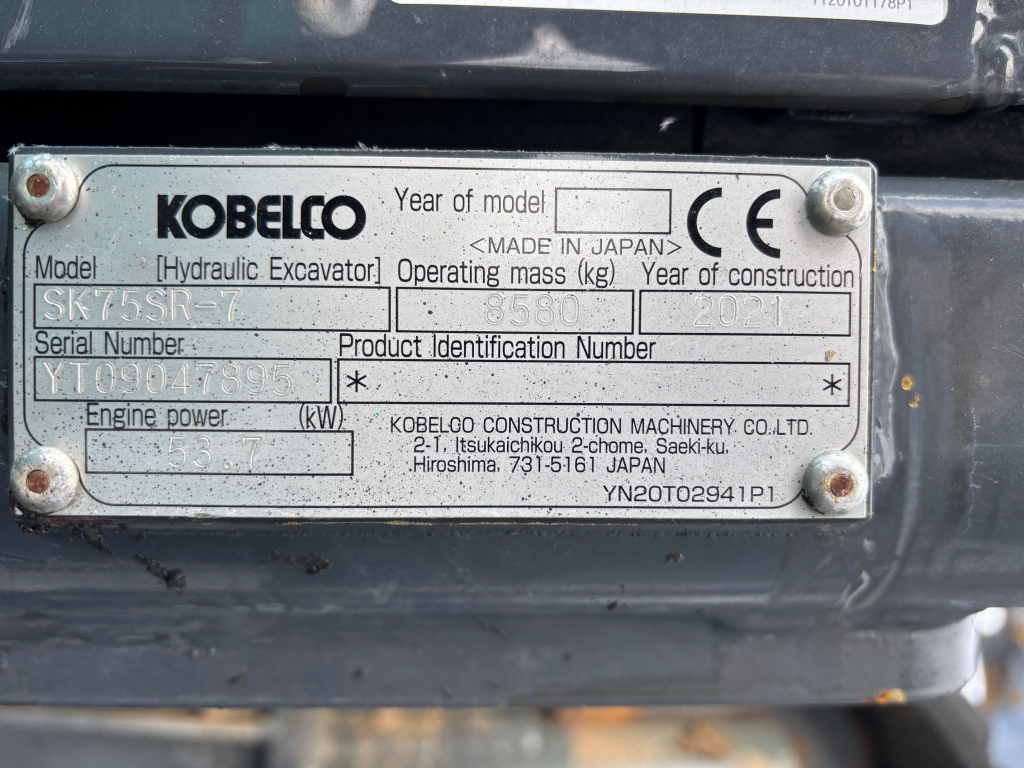 KOBELCO
Year of model
CE
<MADE IN JAPAN>
Model [Hydraulic Excavator] Operating mass (kg) Year of construction
SK75SR-7 8580 2021
Serial Number Product Identification Number
YT09047895 * *
Engine power (kW)
53.7
KOBELCO CONSTRUCTION MACHINERY CO.,LTD.
2-1, Itsukaichikou 2-chome, Saeki-ku,
Hiroshima, 731-5161 JAPAN
YN20T02941P1